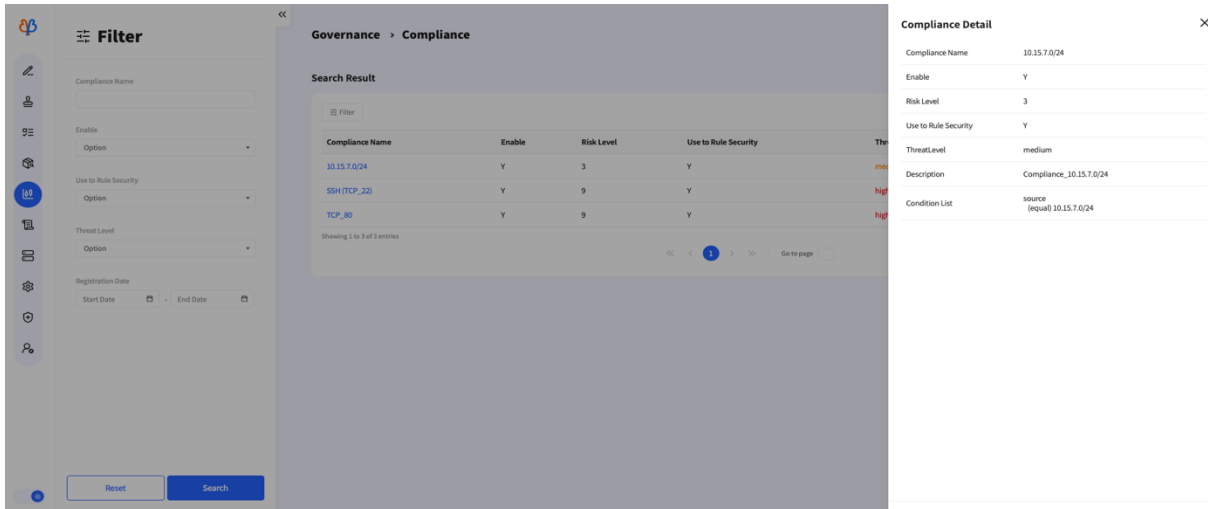 Filter
Compliance Name
Enable
Option
Use to Rule Security
Option
Threat Level
Option
Registration Date
Start Date - End Date
Reset Search
Governance > Compliance
Search Result
Filter
Compliance Name Enable Risk Level Use to Rule Security Thre
10.15.7.0/24 Y 3 Y med
SSH (TCP_22) Y 9 Y high
TCP_80 Y 9 Y high
Showing 1 to 3 of 3 entries
1 Go to page
Compliance Detail
Compliance Name 10.15.7.0/24
Enable Y
Risk Level 3
Use to Rule Security Y
ThreatLevel medium
Description Compliance_10.15.7.0/24
Condition List source
(equal) 10.15.7.0/24